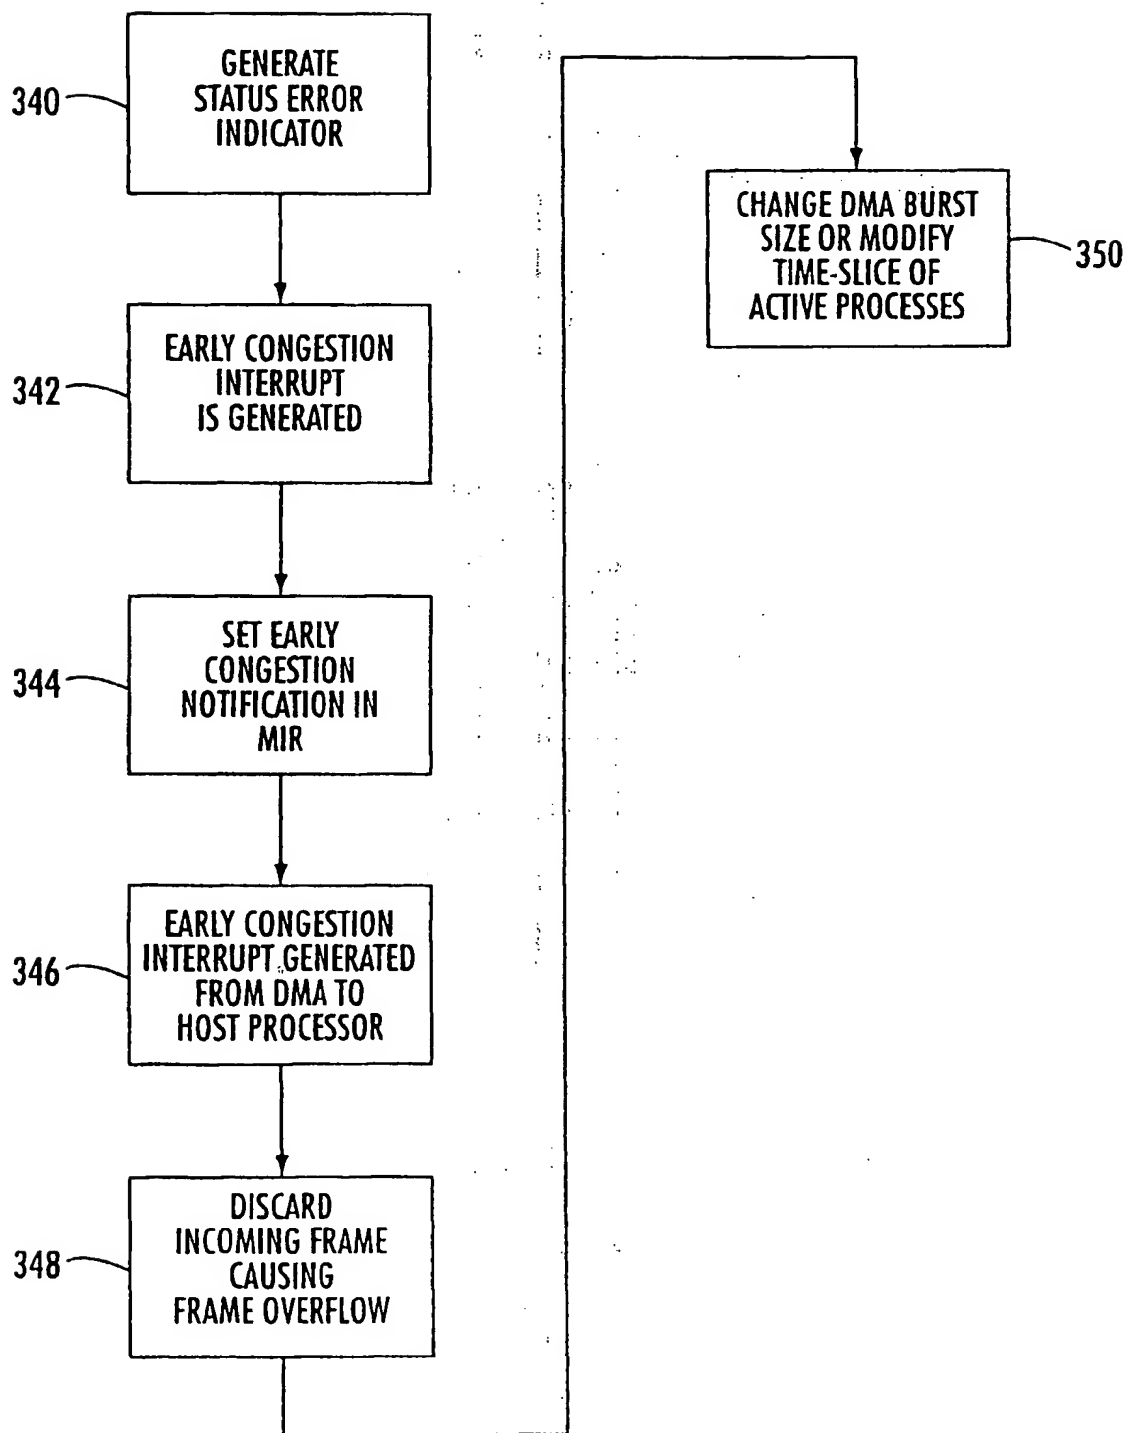 340
GENERATE
STATUS ERROR
INDICATOR
342
EARLY CONGESTION
INTERRUPT
IS GENERATED
344
SET EARLY
CONGESTION
NOTIFICATION IN
MIR
346
EARLY CONGESTION
INTERRUPT GENERATED
FROM DMA TO
HOST PROCESSOR
348
DISCARD
INCOMING FRAME
CAUSING
FRAME OVERFLOW
CHANGE DMA BURST
SIZE OR MODIFY
TIME-SLICE OF
ACTIVE PROCESSES
350